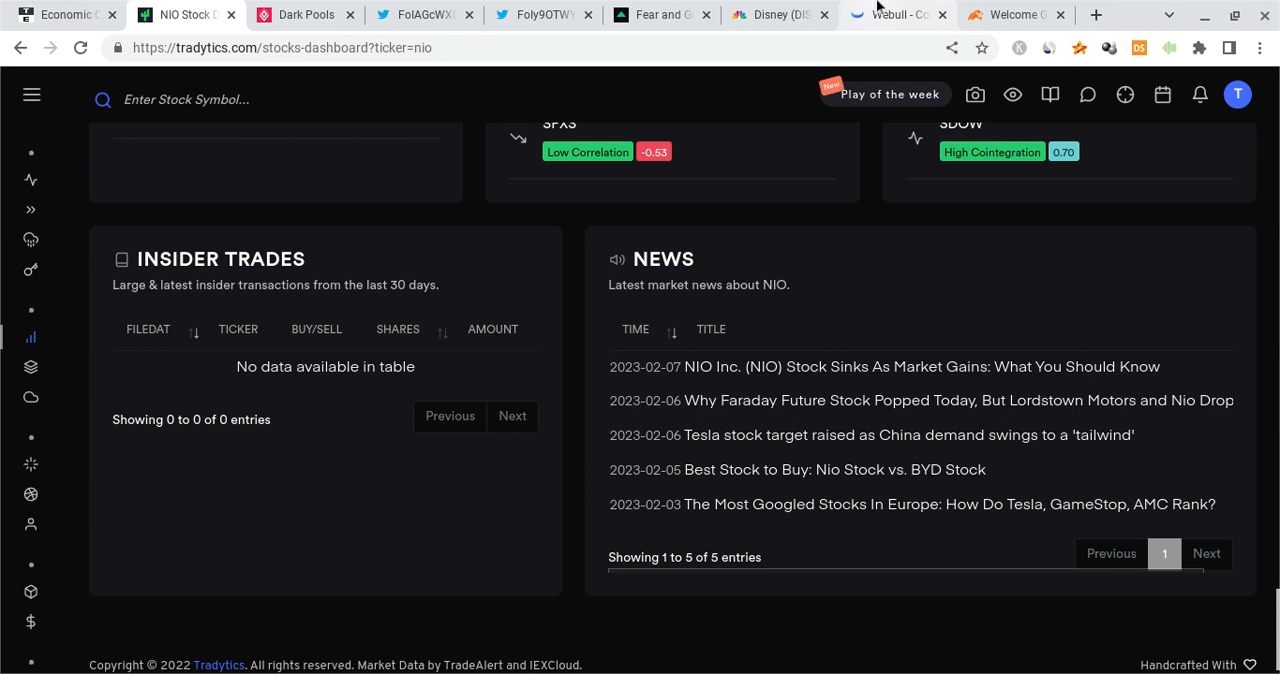 Economic C
NIO Stock D
Dark Pools
FoIAGcWX
Foly9OTWY
Fear and G
Disney (DIS
Webull - Co
Welcome G
https://tradytics.com/stocks-dashboard?ticker=nio
K
DS
Enter Stock Symbol...
New
Play of the week
T
SPXS
Low Correlation -0.53
SDOW
High Cointegration 0.70
INSIDER TRADES
Large & latest insider transactions from the last 30 days.
FILEDAT TICKER BUY/SELL SHARES AMOUNT
No data available in table
Showing 0 to 0 of 0 entries
Previous Next
NEWS
Latest market news about NIO.
TIME TITLE
2023-02-07 NIO Inc. (NIO) Stock Sinks As Market Gains: What You Should Know
2023-02-06 Why Faraday Future Stock Popped Today, But Lordstown Motors and Nio Drop
2023-02-06 Tesla stock target raised as China demand swings to a 'tailwind'
2023-02-05 Best Stock to Buy: Nio Stock vs. BYD Stock
2023-02-03 The Most Googled Stocks In Europe: How Do Tesla, GameStop, AMC Rank?
Showing 1 to 5 of 5 entries
Previous 1 Next
Copyright © 2022 Tradytics. All rights reserved. Market Data by TradeAlert and IEXCloud.
Handcrafted With